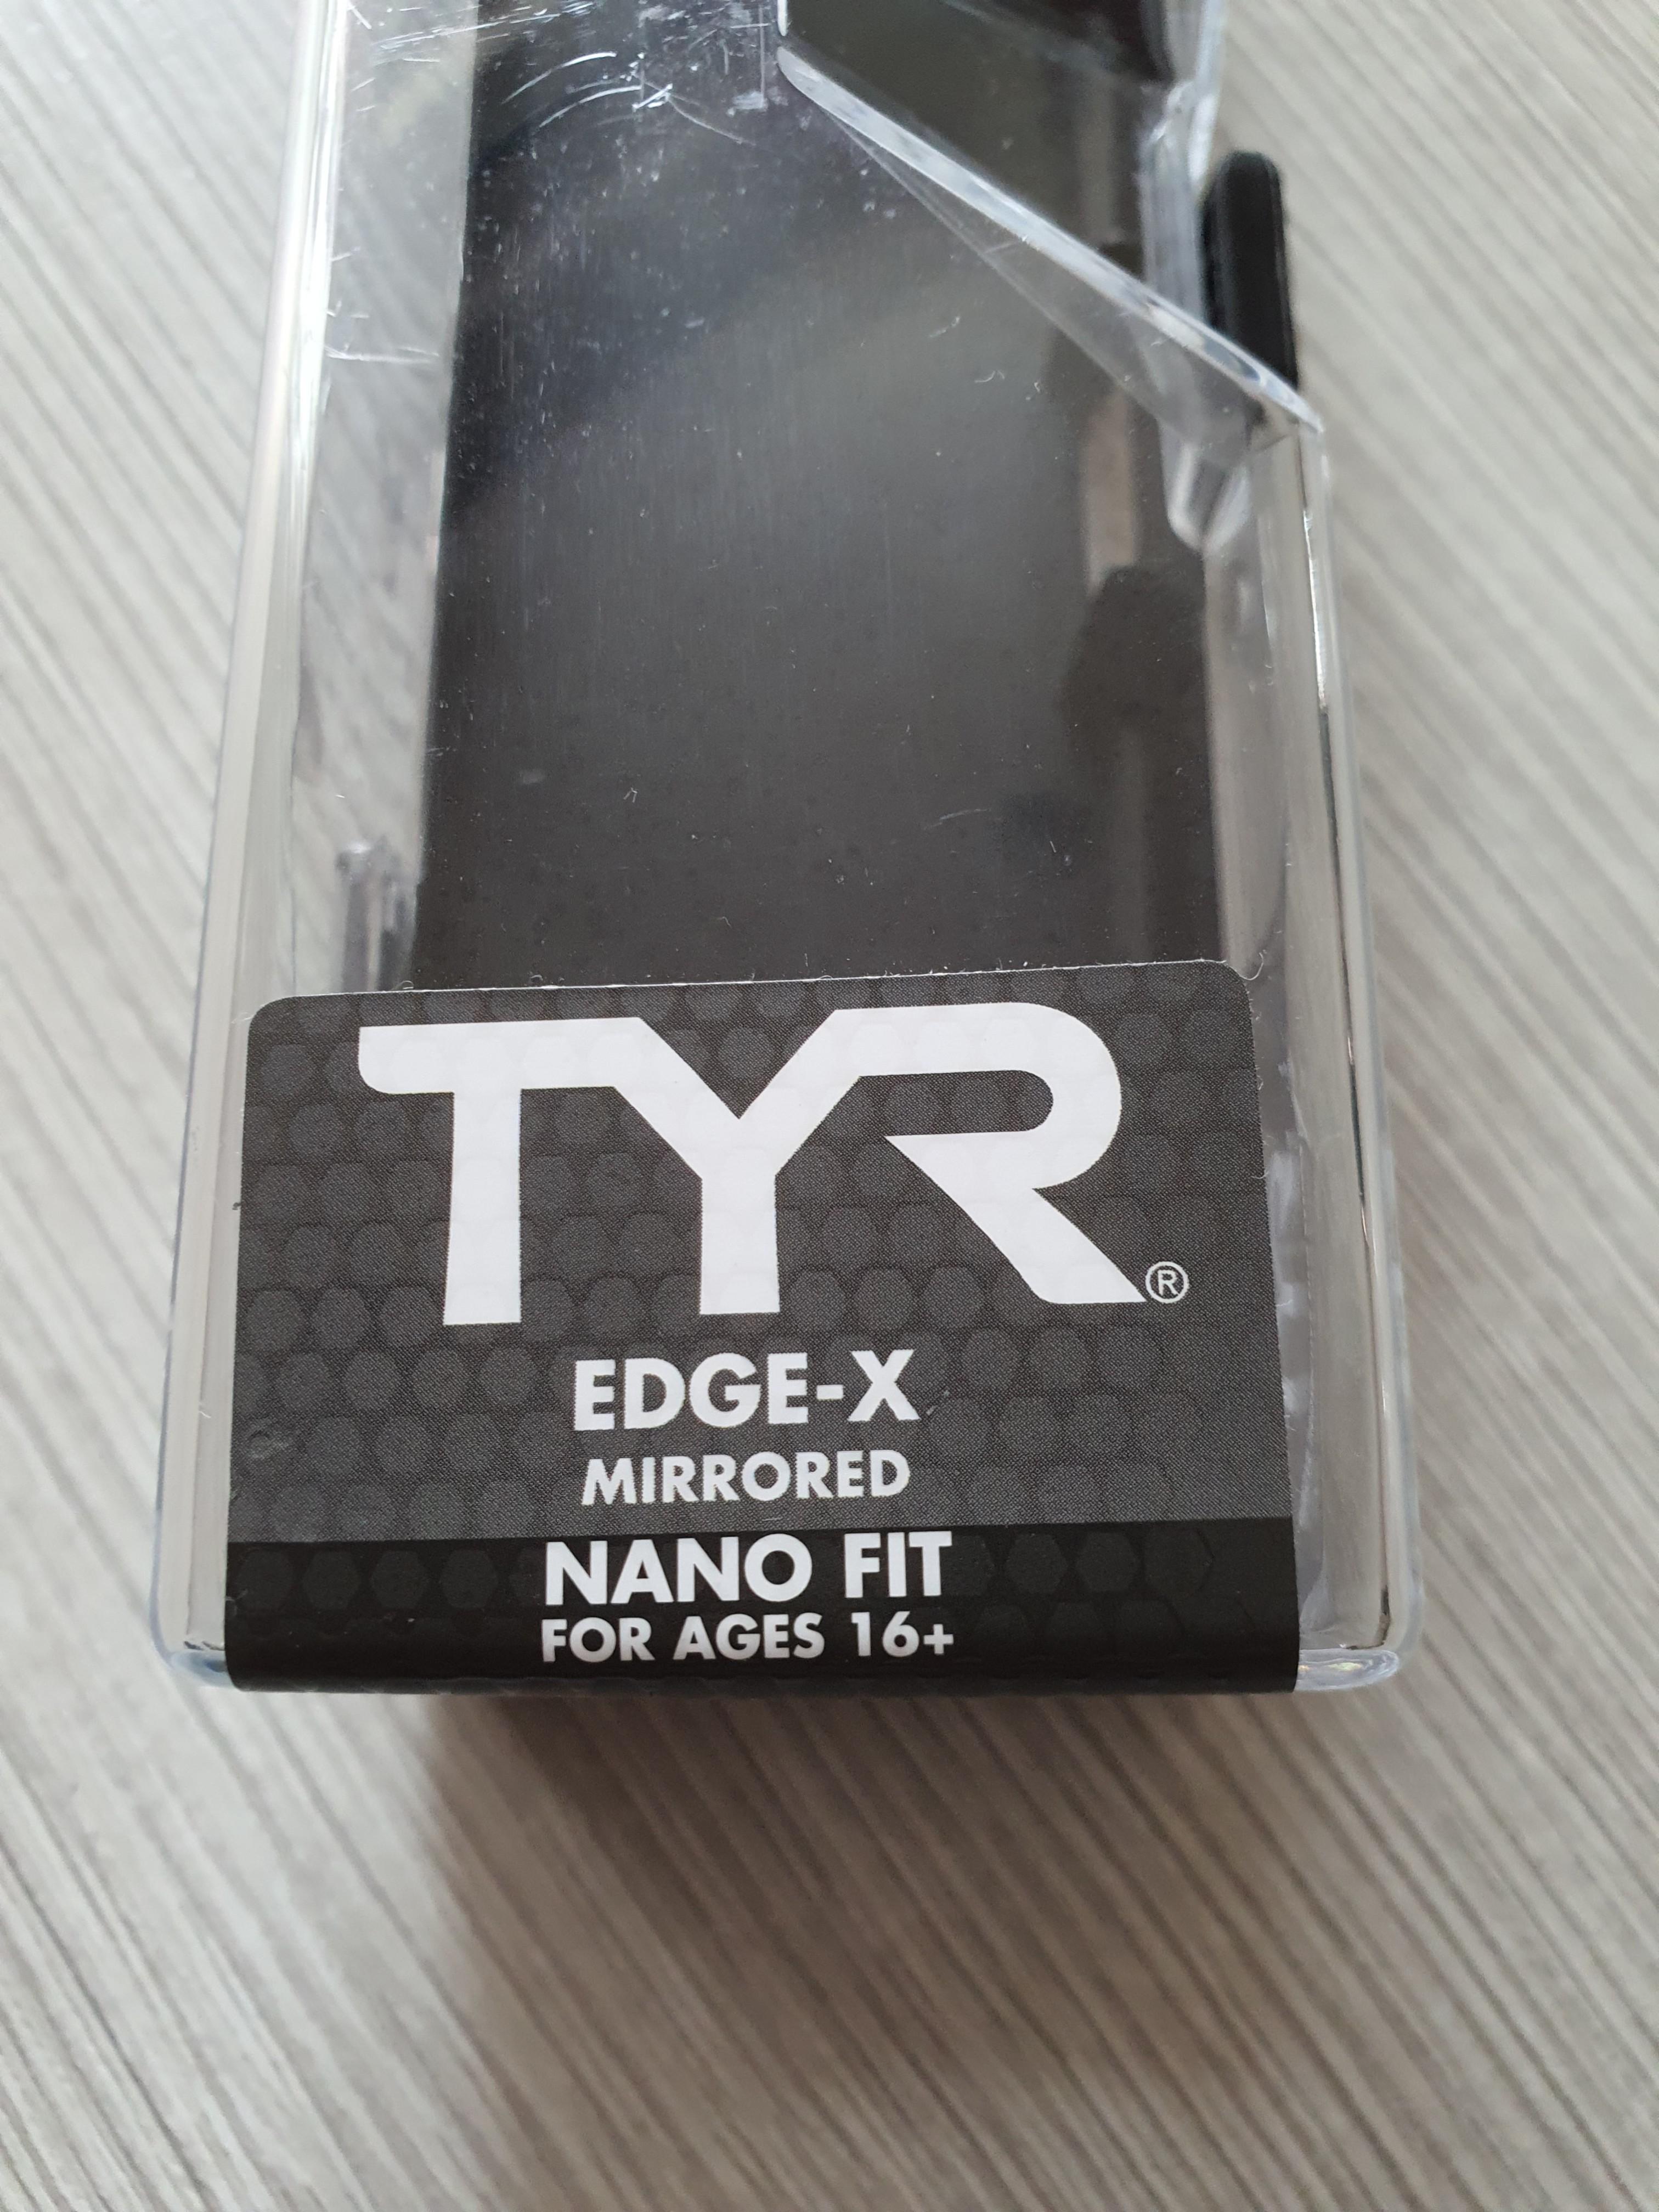 TYR®
EDGE-X
MIRRORED
NANO FIT
FOR AGES 16+